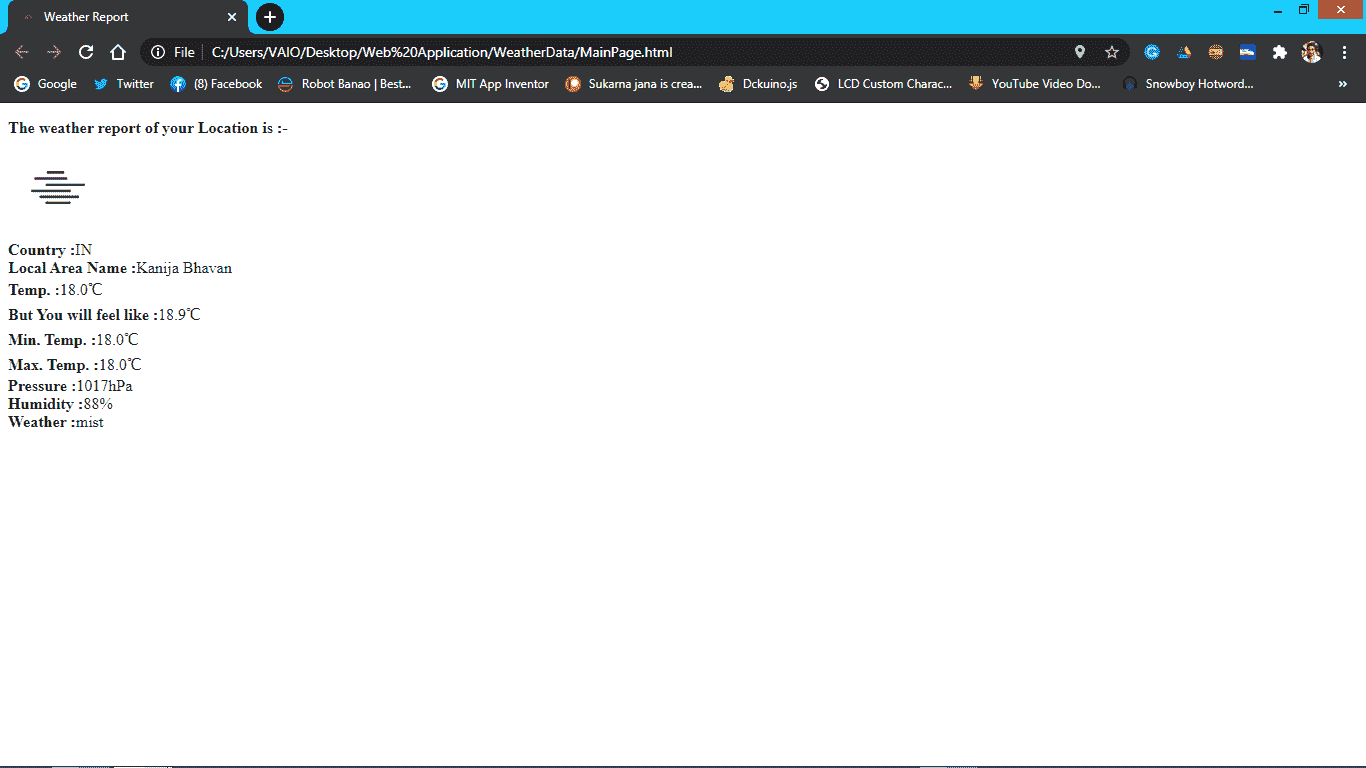 Weather Report
File C:/Users/VAIO/Desktop/Web%20Application/WeatherData/MainPage.html
Google Twitter (8) Facebook Robot Banao | Best... MIT App Inventor Sukarna jana is crea... Dckuino.js LCD Custom Charac... YouTube Video Do... Snowboy Hotword... »
The weather report of your Location is :-
Country :IN
Local Area Name :Kanija Bhavan
Temp. :18.0℃
But You will feel like :18.9℃
Min. Temp. :18.0℃
Max. Temp. :18.0℃
Pressure :1017hPa
Humidity :88%
Weather :mist